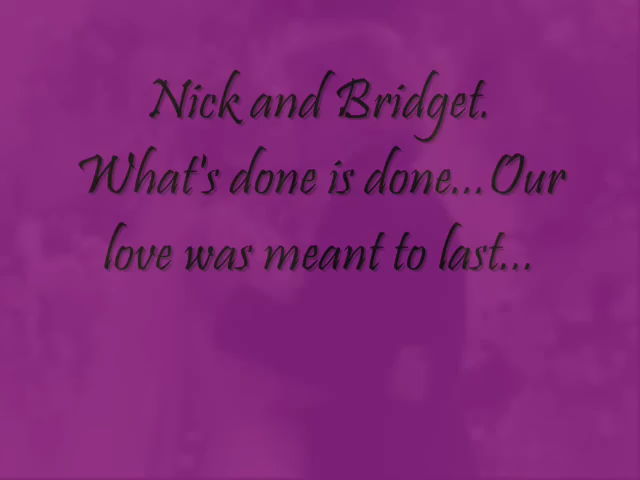 Nick and Bridget.
What's done is done...Our
love was meant to last...